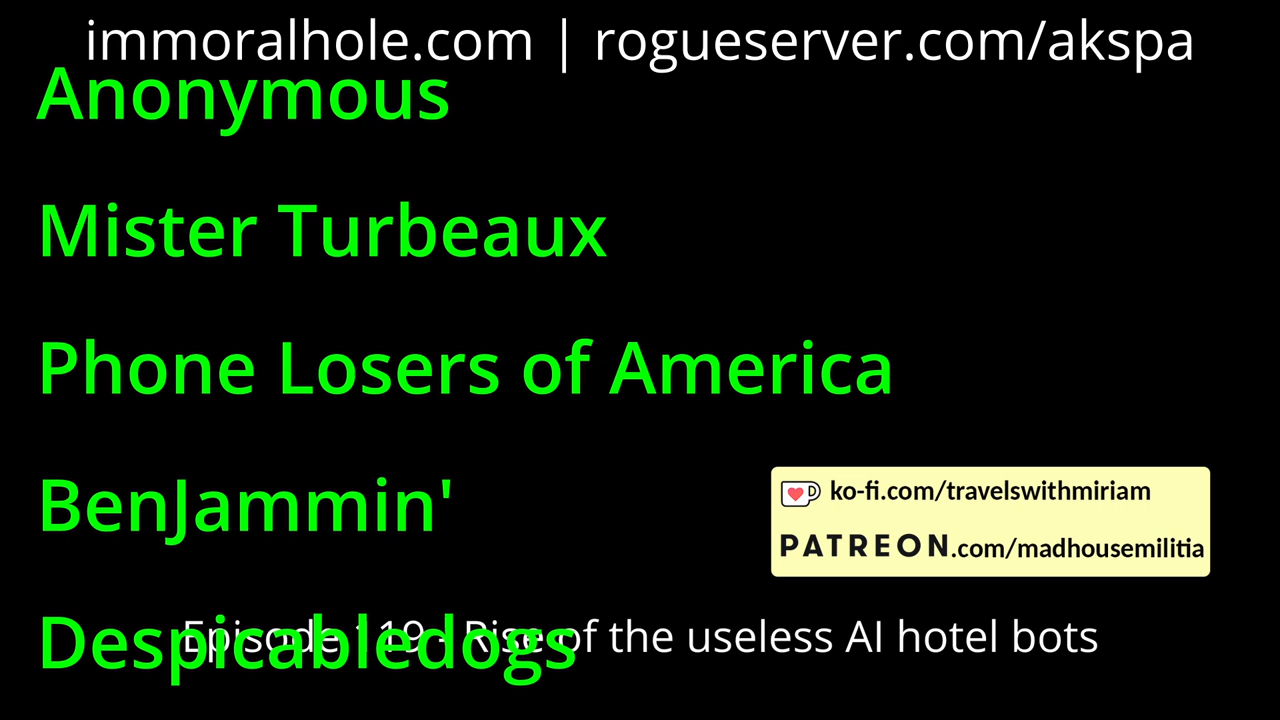 immoralhole.com | rogueserver.com/akspa
Anonymous
Mister Turbeaux
Phone Losers of America
BenJammin'
ko-fi.com/travelswithmiriam
PATREON.com/madhousemilitia
Despicabledogs
Episode 119 - Rise of the useless AI hotel bots